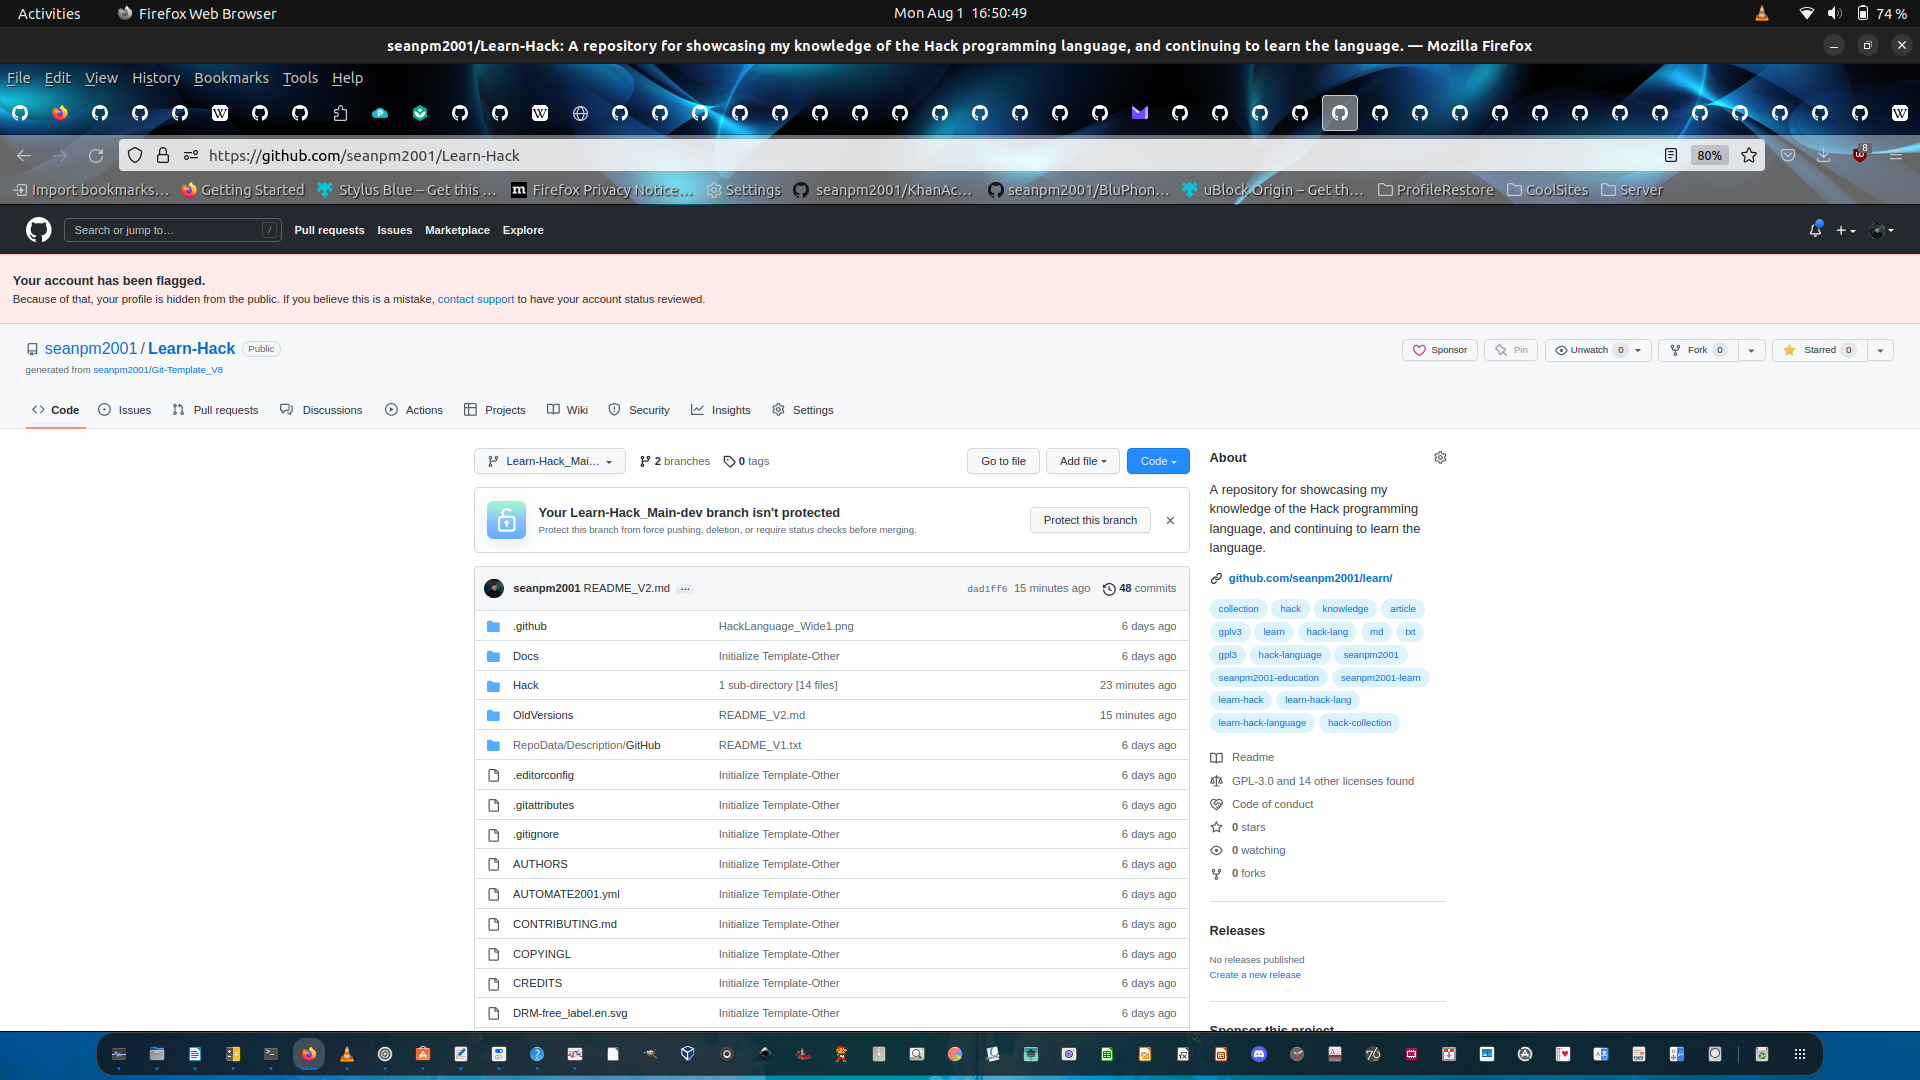 Activities
Firefox Web Browser
Mon Aug 1 16:50:49
74 %
seanpm2001/Learn-Hack: A repository for showcasing my knowledge of the Hack programming language, and continuing to learn the language. — Mozilla Firefox
File Edit View History Bookmarks Tools Help
https://github.com/seanpm2001/Learn-Hack
80%
8
Import bookmarks… Getting Started Stylus Blue – Get this … Firefox Privacy Notice… Settings seanpm2001/KhanAc… seanpm2001/BluPhon… uBlock Origin – Get th… ProfileRestore CoolSites Server
Search or jump to… /
Pull requests Issues Marketplace Explore
Your account has been flagged.
Because of that, your profile is hidden from the public. If you believe this is a mistake, contact support to have your account status reviewed.
seanpm2001 / Learn-Hack Public
generated from seanpm2001/Git-Template_V8
Sponsor Pin Unwatch 0 Fork 0 Starred 0
Code Issues Pull requests Discussions Actions Projects Wiki Security Insights Settings
Learn-Hack_Mai… 2 branches 0 tags Go to file Add file Code
Your Learn-Hack_Main-dev branch isn't protected
Protect this branch from force pushing, deletion, or require status checks before merging.
Protect this branch
seanpm2001 README_V2.md … dad1ff6 15 minutes ago 48 commits
.github HackLanguage_Wide1.png 6 days ago
Docs Initialize Template-Other 6 days ago
Hack 1 sub-directory [14 files] 23 minutes ago
OldVersions README_V2.md 15 minutes ago
RepoData/Description/GitHub README_V1.txt 6 days ago
.editorconfig Initialize Template-Other 6 days ago
.gitattributes Initialize Template-Other 6 days ago
.gitignore Initialize Template-Other 6 days ago
AUTHORS Initialize Template-Other 6 days ago
AUTOMATE2001.yml Initialize Template-Other 6 days ago
CONTRIBUTING.md Initialize Template-Other 6 days ago
COPYINGL Initialize Template-Other 6 days ago
CREDITS Initialize Template-Other 6 days ago
DRM-free_label.en.svg Initialize Template-Other 6 days ago
About
A repository for showcasing my
knowledge of the Hack programming
language, and continuing to learn the
language.
github.com/seanpm2001/learn/
collection hack knowledge article
gplv3 learn hack-lang md txt
gpl3 hack-language seanpm2001
seanpm2001-education seanpm2001-learn
learn-hack learn-hack-lang
learn-hack-language hack-collection
Readme
GPL-3.0 and 14 other licenses found
Code of conduct
0 stars
0 watching
0 forks
Releases
No releases published
Create a new release
Sponsor this project